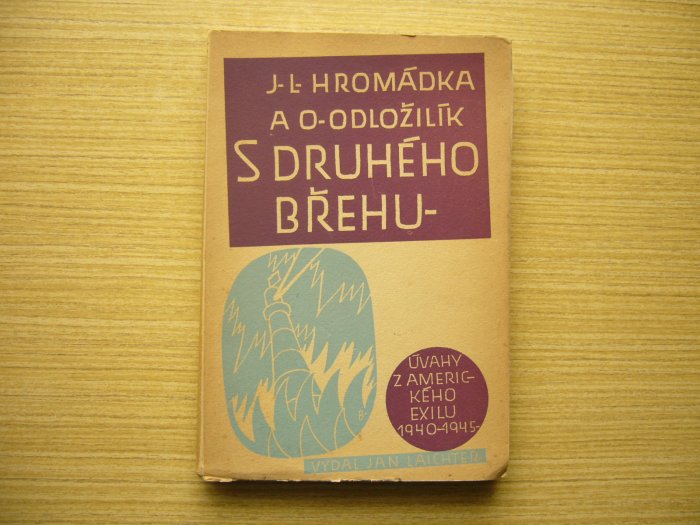 J-L-HROMÁDKA
A O-ODLOŽILÍK
S DRUHÉHO
BŘEHU-
ÚVAHY
Z AMERIC-
KÉHO
EXILU
1940-1945-
B-
VYDAL JAN LAICHTER